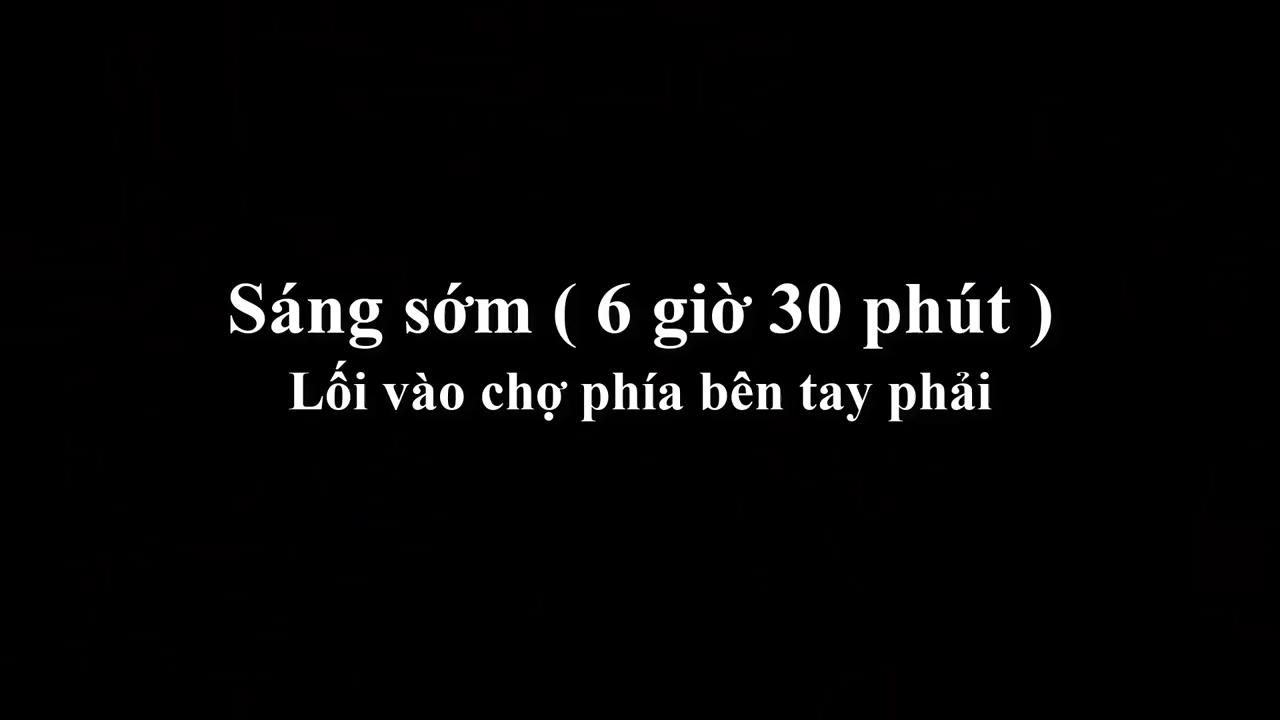 Sáng sớm ( 6 giờ 30 phút )
Lối vào chợ phía bên tay phải